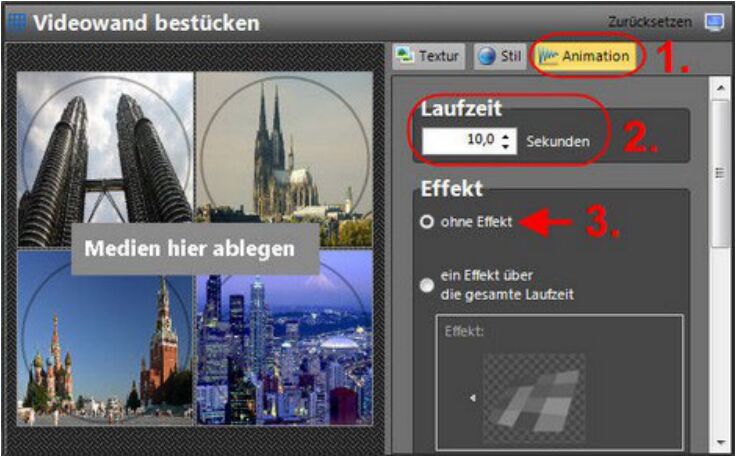 Videowand bestücken
Zurücksetzen
Textur Stil Animation 1.
Laufzeit
10,0 Sekunden 2.
Effekt
ohne Effekt 3.
Medien hier ablegen
ein Effekt über
die gesamte Laufzeit
Effekt: